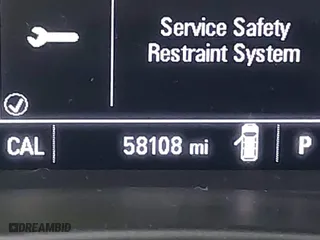 Service Safety
Restraint System
CAL 58108 mi P
DREAMBID